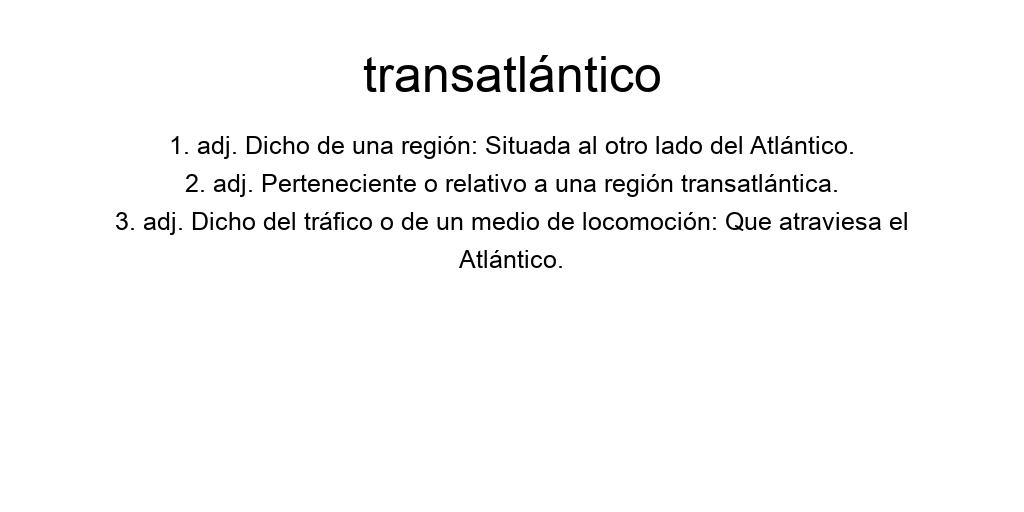 transatlántico
1. adj. Dicho de una región: Situada al otro lado del Atlántico.
2. adj. Perteneciente o relativo a una región transatlántica.
3. adj. Dicho del tráfico o de un medio de locomoción: Que atraviesa el
Atlántico.